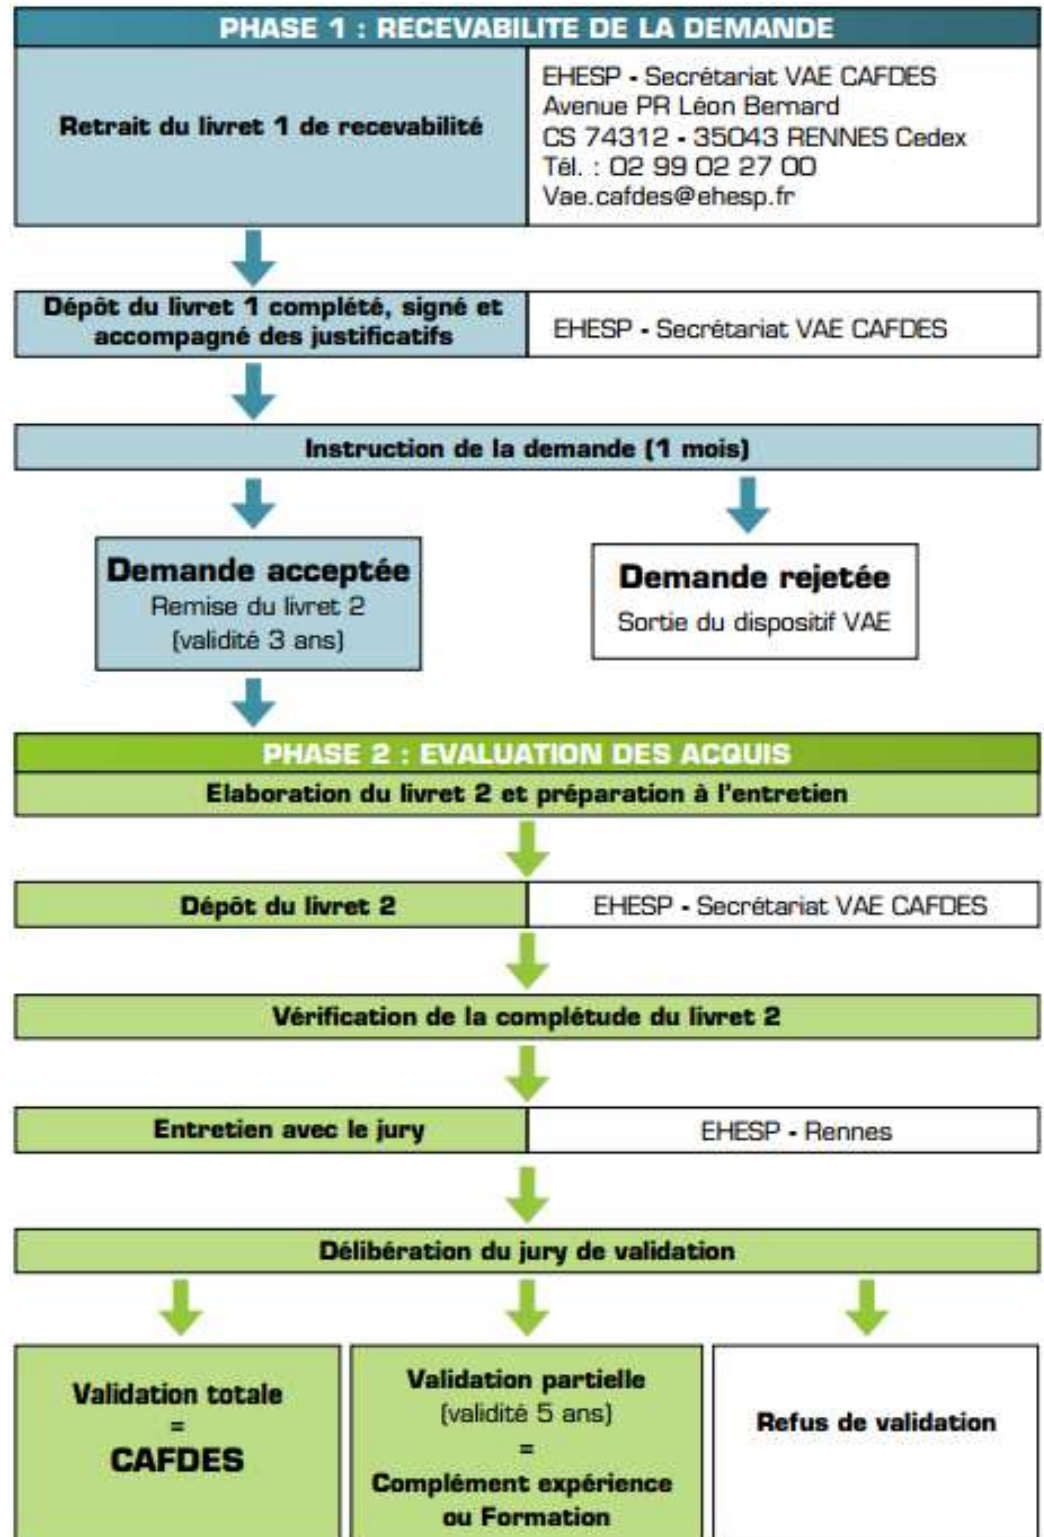 PHASE 1 : RECEVABILITE DE LA DEMANDE
Retrait du livret 1 de recevabilité
EHESP - Secrétariat VAE CAFDES
Avenue PR Léon Bernard
CS 74312 - 35043 RENNES Cedex
Tél. : 02 99 02 27 00
Vae.cafdes@ehesp.fr
Dépôt du livret 1 complété, signé et
accompagné des justificatifs
EHESP - Secrétariat VAE CAFDES
Instruction de la demande (1 mois)
Demande acceptée
Remise du livret 2
(validité 3 ans)
Demande rejetée
Sortie du dispositif VAE
PHASE 2 : EVALUATION DES ACQUIS
Elaboration du livret 2 et préparation à l'entretien
Dépôt du livret 2
EHESP - Secrétariat VAE CAFDES
Vérification de la complétude du livret 2
Entretien avec le jury
EHESP - Rennes
Délibération du jury de validation
Validation totale
=
CAFDES
Validation partielle
(validité 5 ans)
=
Complément expérience
ou Formation
Refus de validation